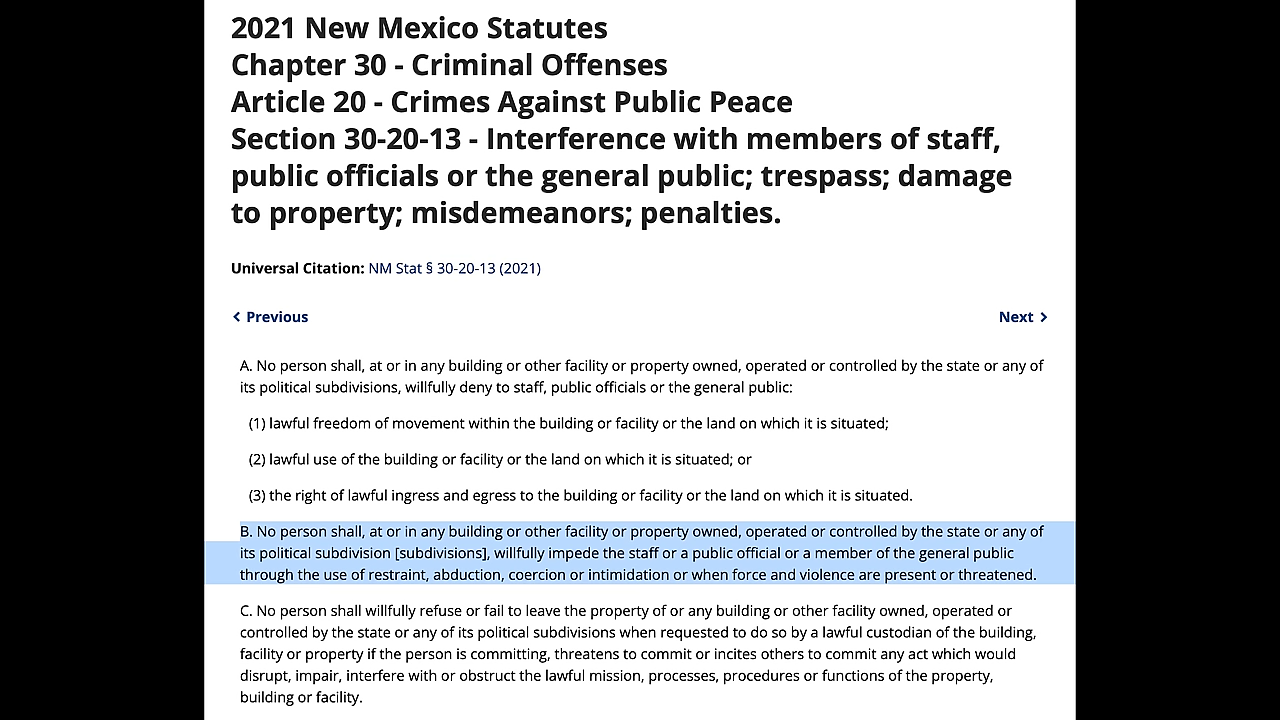 2021 New Mexico Statutes
Chapter 30 - Criminal Offenses
Article 20 - Crimes Against Public Peace
Section 30-20-13 - Interference with members of staff,
public officials or the general public; trespass; damage
to property; misdemeanors; penalties.
Universal Citation: NM Stat § 30-20-13 (2021)
‹ Previous
Next ›
A. No person shall, at or in any building or other facility or property owned, operated or controlled by the state or any of
its political subdivisions, willfully deny to staff, public officials or the general public:
(1) lawful freedom of movement within the building or facility or the land on which it is situated;
(2) lawful use of the building or facility or the land on which it is situated; or
(3) the right of lawful ingress and egress to the building or facility or the land on which it is situated.
B. No person shall, at or in any building or other facility or property owned, operated or controlled by the state or any of
its political subdivision [subdivisions], willfully impede the staff or a public official or a member of the general public
through the use of restraint, abduction, coercion or intimidation or when force and violence are present or threatened.
C. No person shall willfully refuse or fail to leave the property of or any building or other facility owned, operated or
controlled by the state or any of its political subdivisions when requested to do so by a lawful custodian of the building,
facility or property if the person is committing, threatens to commit or incites others to commit any act which would
disrupt, impair, interfere with or obstruct the lawful mission, processes, procedures or functions of the property,
building or facility.